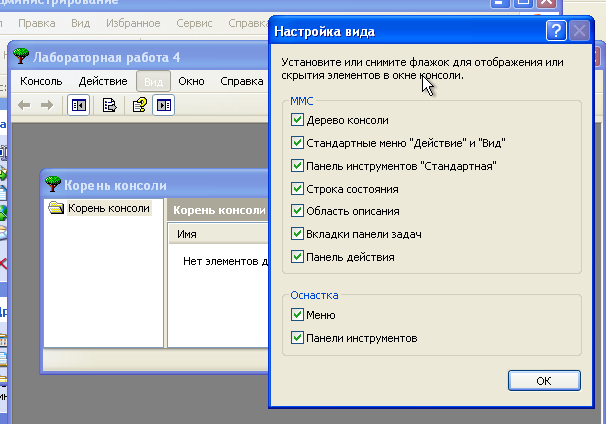 дминистрирование
Правка Вид Избранное Сервис
Лабораторная работа 4
Консоль Действие Вид Окно Справка
Корень консоли
Корень консоли
Корень консоли
Имя
Нет элементов д
Настройка вида
Установите или снимите флажок для отображения или
скрытия элементов в окне консоли.
MMC
Дерево консоли
Стандартные меню "Действие" и "Вид"
Панель инструментов "Стандартная"
Строка состояния
Область описания
Вкладки панели задач
Панель действия
Оснастка
Меню
Панели инструментов
ОК